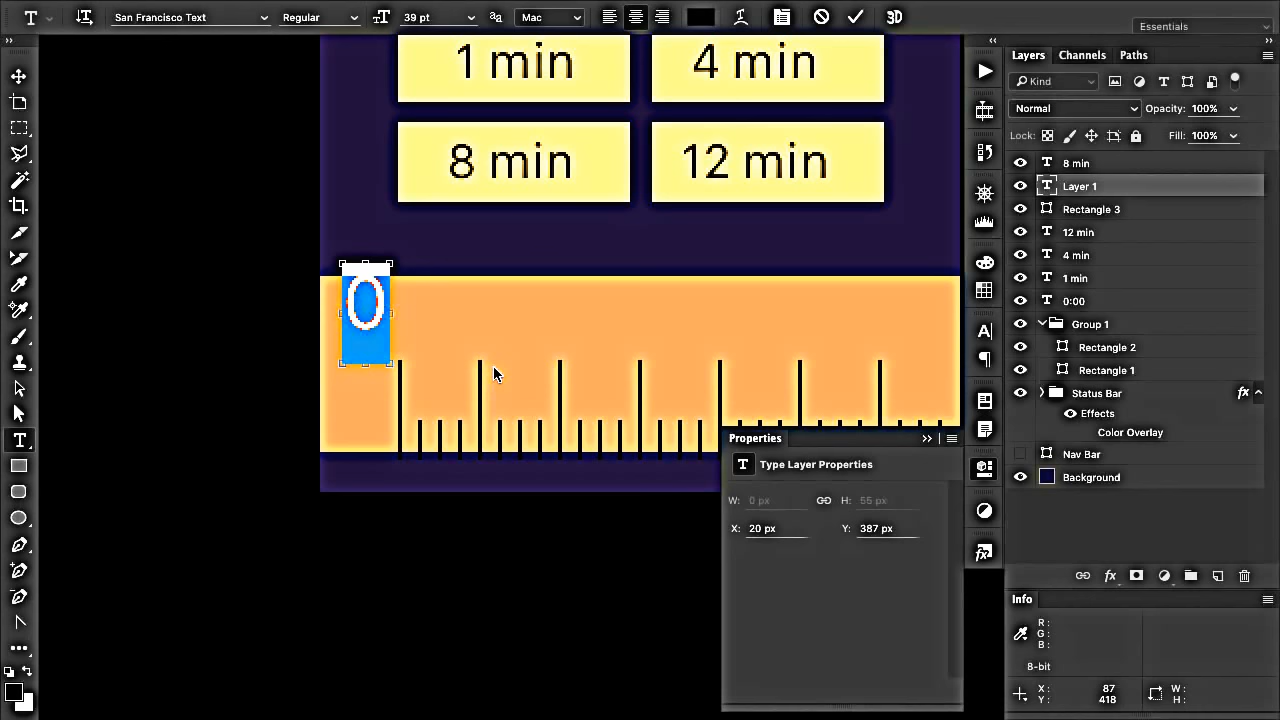 San Francisco Text Regular 39 pt Mac 3D
Essentials
Layers Channels Paths
Kind
Normal Opacity: 100%
Lock: Fill: 100%
8 min
Layer 1
Rectangle 3
12 min
4 min
1 min
0:00
Group 1
Rectangle 2
Rectangle 1
Status Bar fx
Effects
Color Overlay
Nav Bar
Background
1 min 4 min
8 min 12 min
0
Properties
Type Layer Properties
W: 0 px H: 55 px
X: 20 px Y: 387 px
Info
R:
G:
B:
8-bit
X: 87
Y: 418
W:
H: